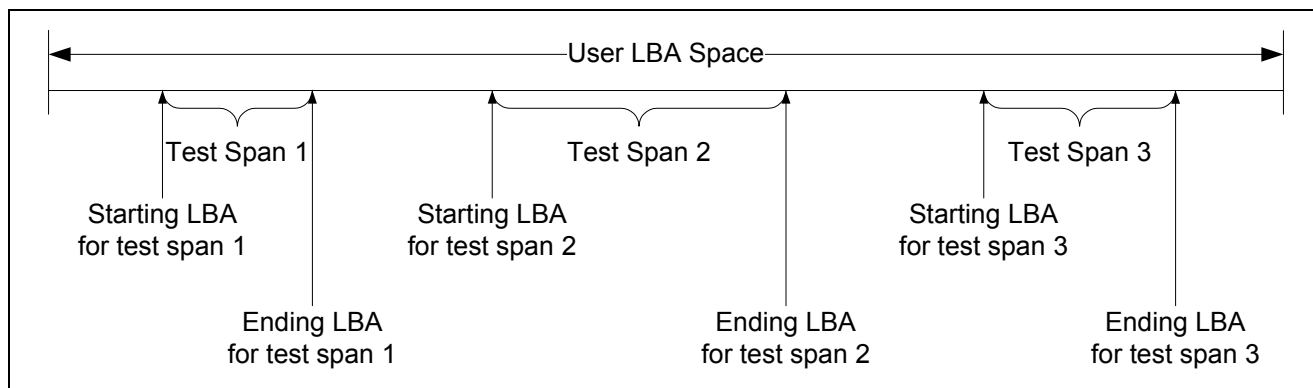 User LBA Space
Test Span 1
Test Span 2
Test Span 3
Starting LBA
for test span 1
Starting LBA
for test span 2
Starting LBA
for test span 3
Ending LBA
for test span 1
Ending LBA
for test span 2
Ending LBA
for test span 3